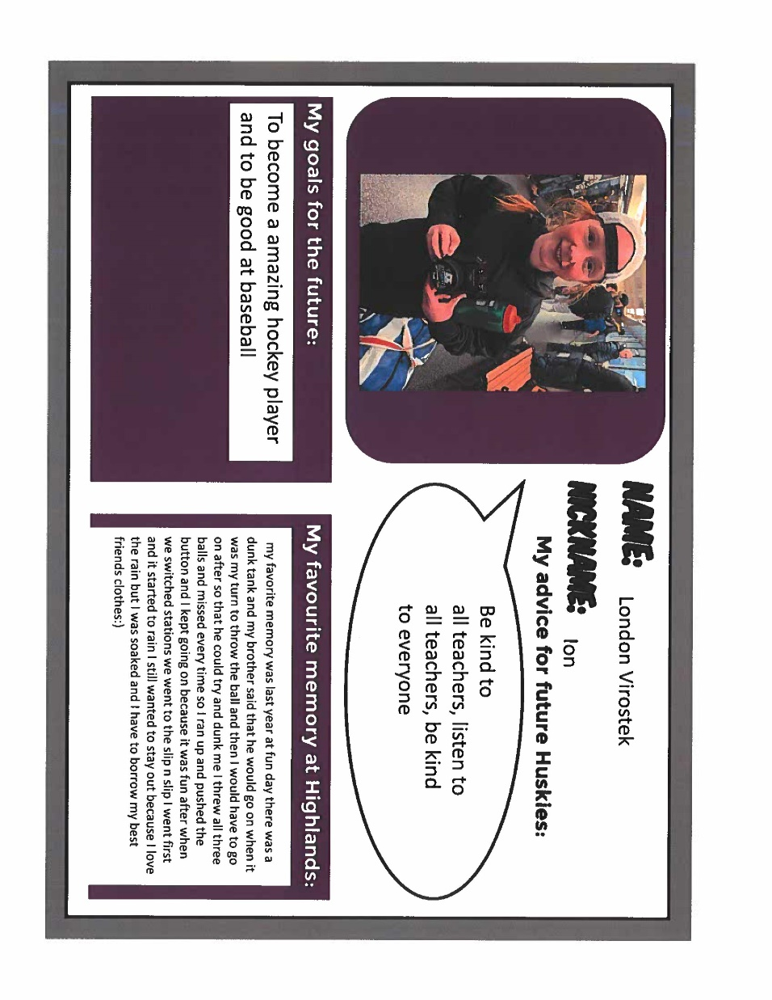 NAME: London Virostek
NICKNAME: lon
My advice for future Huskies:
Be kind to
all teachers, listen to
all teachers, be kind
to everyone
My goals for the future:
To become a amazing hockey player
and to be good at baseball
My favourite memory at Highlands:
my favorite memory was last year at fun day there was a
dunk tank and my brother said that he would go on when it
was my turn to throw the ball and then I would have to go
on after so that he could try and dunk me I threw all three
balls and missed every time so I ran up and pushed the
button and I kept going on because it was fun after when
we switched stations we went to the slip n slip I went first
and it started to rain I still wanted to stay out because I love
the rain but I was soaked and I have to borrow my best
friends clothes:)